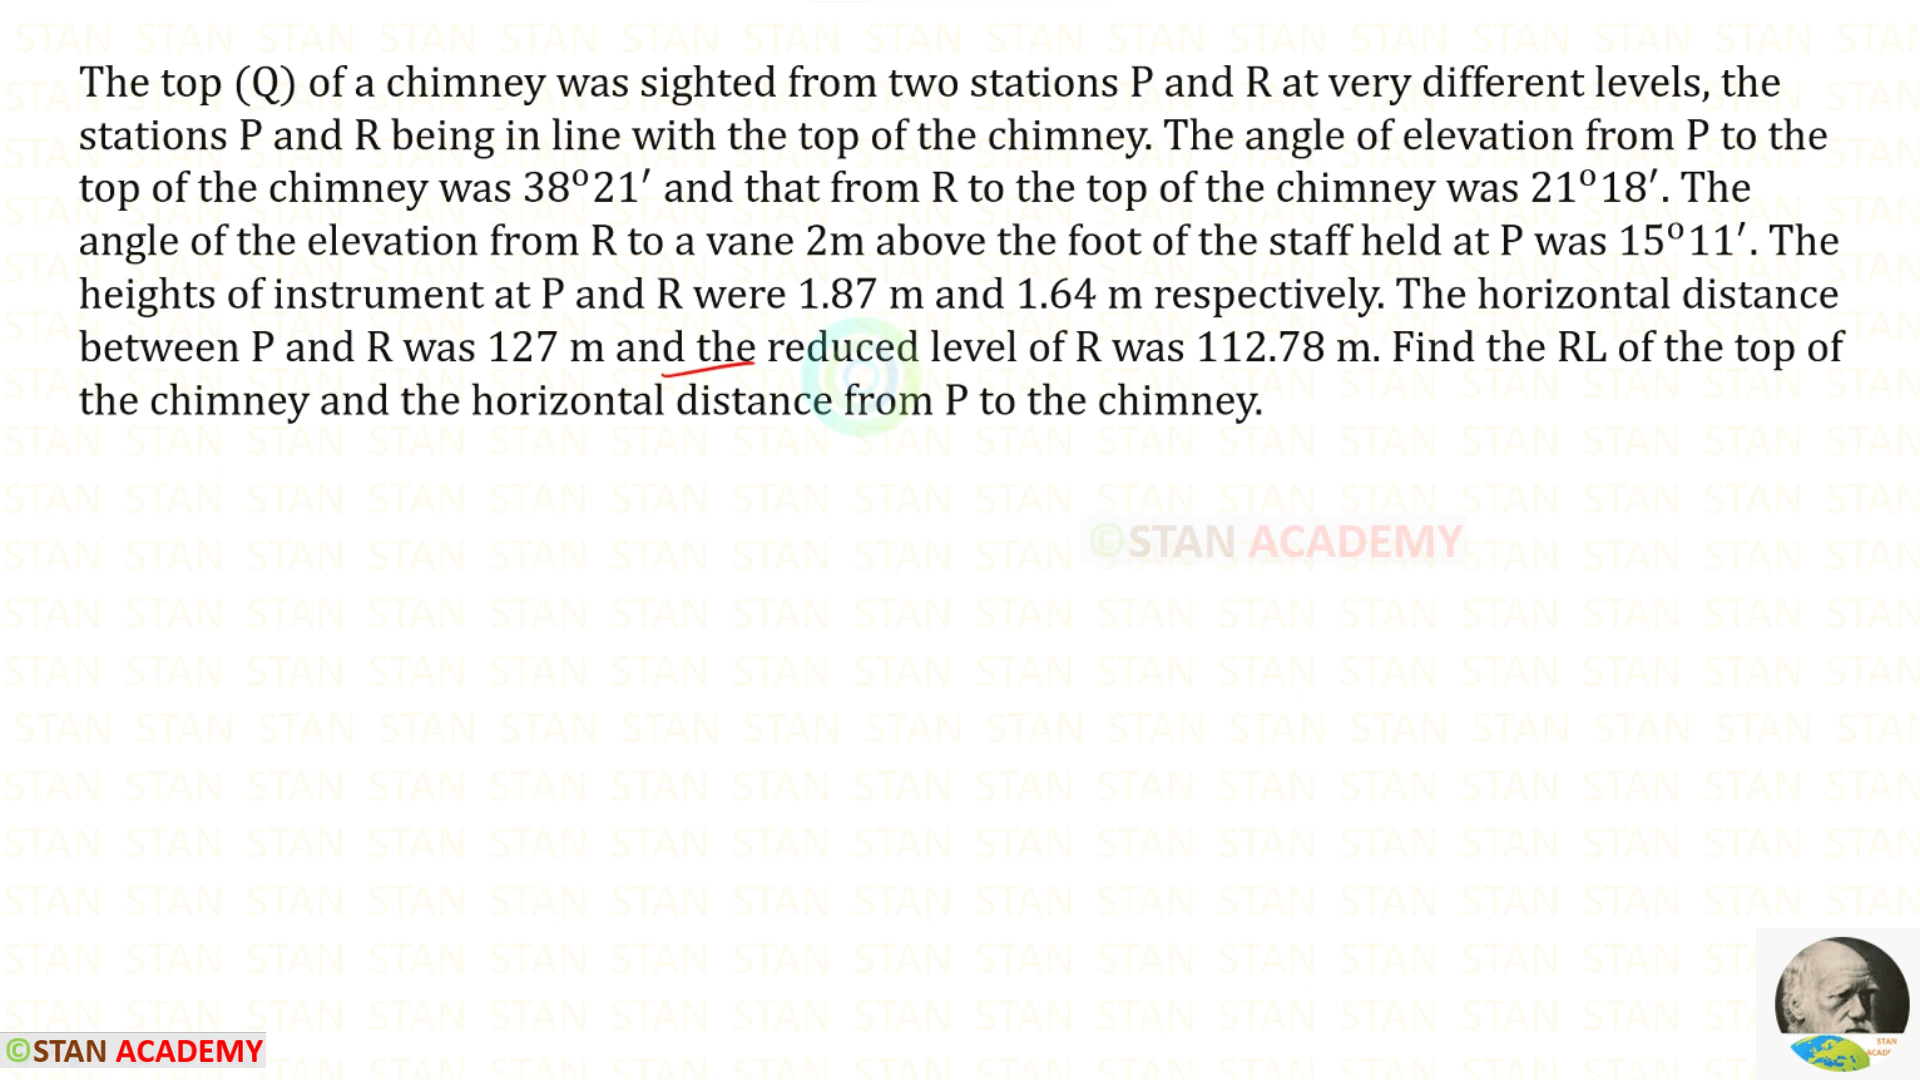 The top (Q) of a chimney was sighted from two stations P and R at very different levels, the
stations P and R being in line with the top of the chimney. The angle of elevation from P to the
top of the chimney was 38⁰21′ and that from R to the top of the chimney was 21⁰18′. The
angle of the elevation from R to a vane 2m above the foot of the staff held at P was 15⁰11′. The
heights of instrument at P and R were 1.87 m and 1.64 m respectively. The horizontal distance
between P and R was 127 m and the reduced level of R was 112.78 m. Find the RL of the top of
the chimney and the horizontal distance from P to the chimney.
©STAN ACADEMY
©STAN ACADEMY